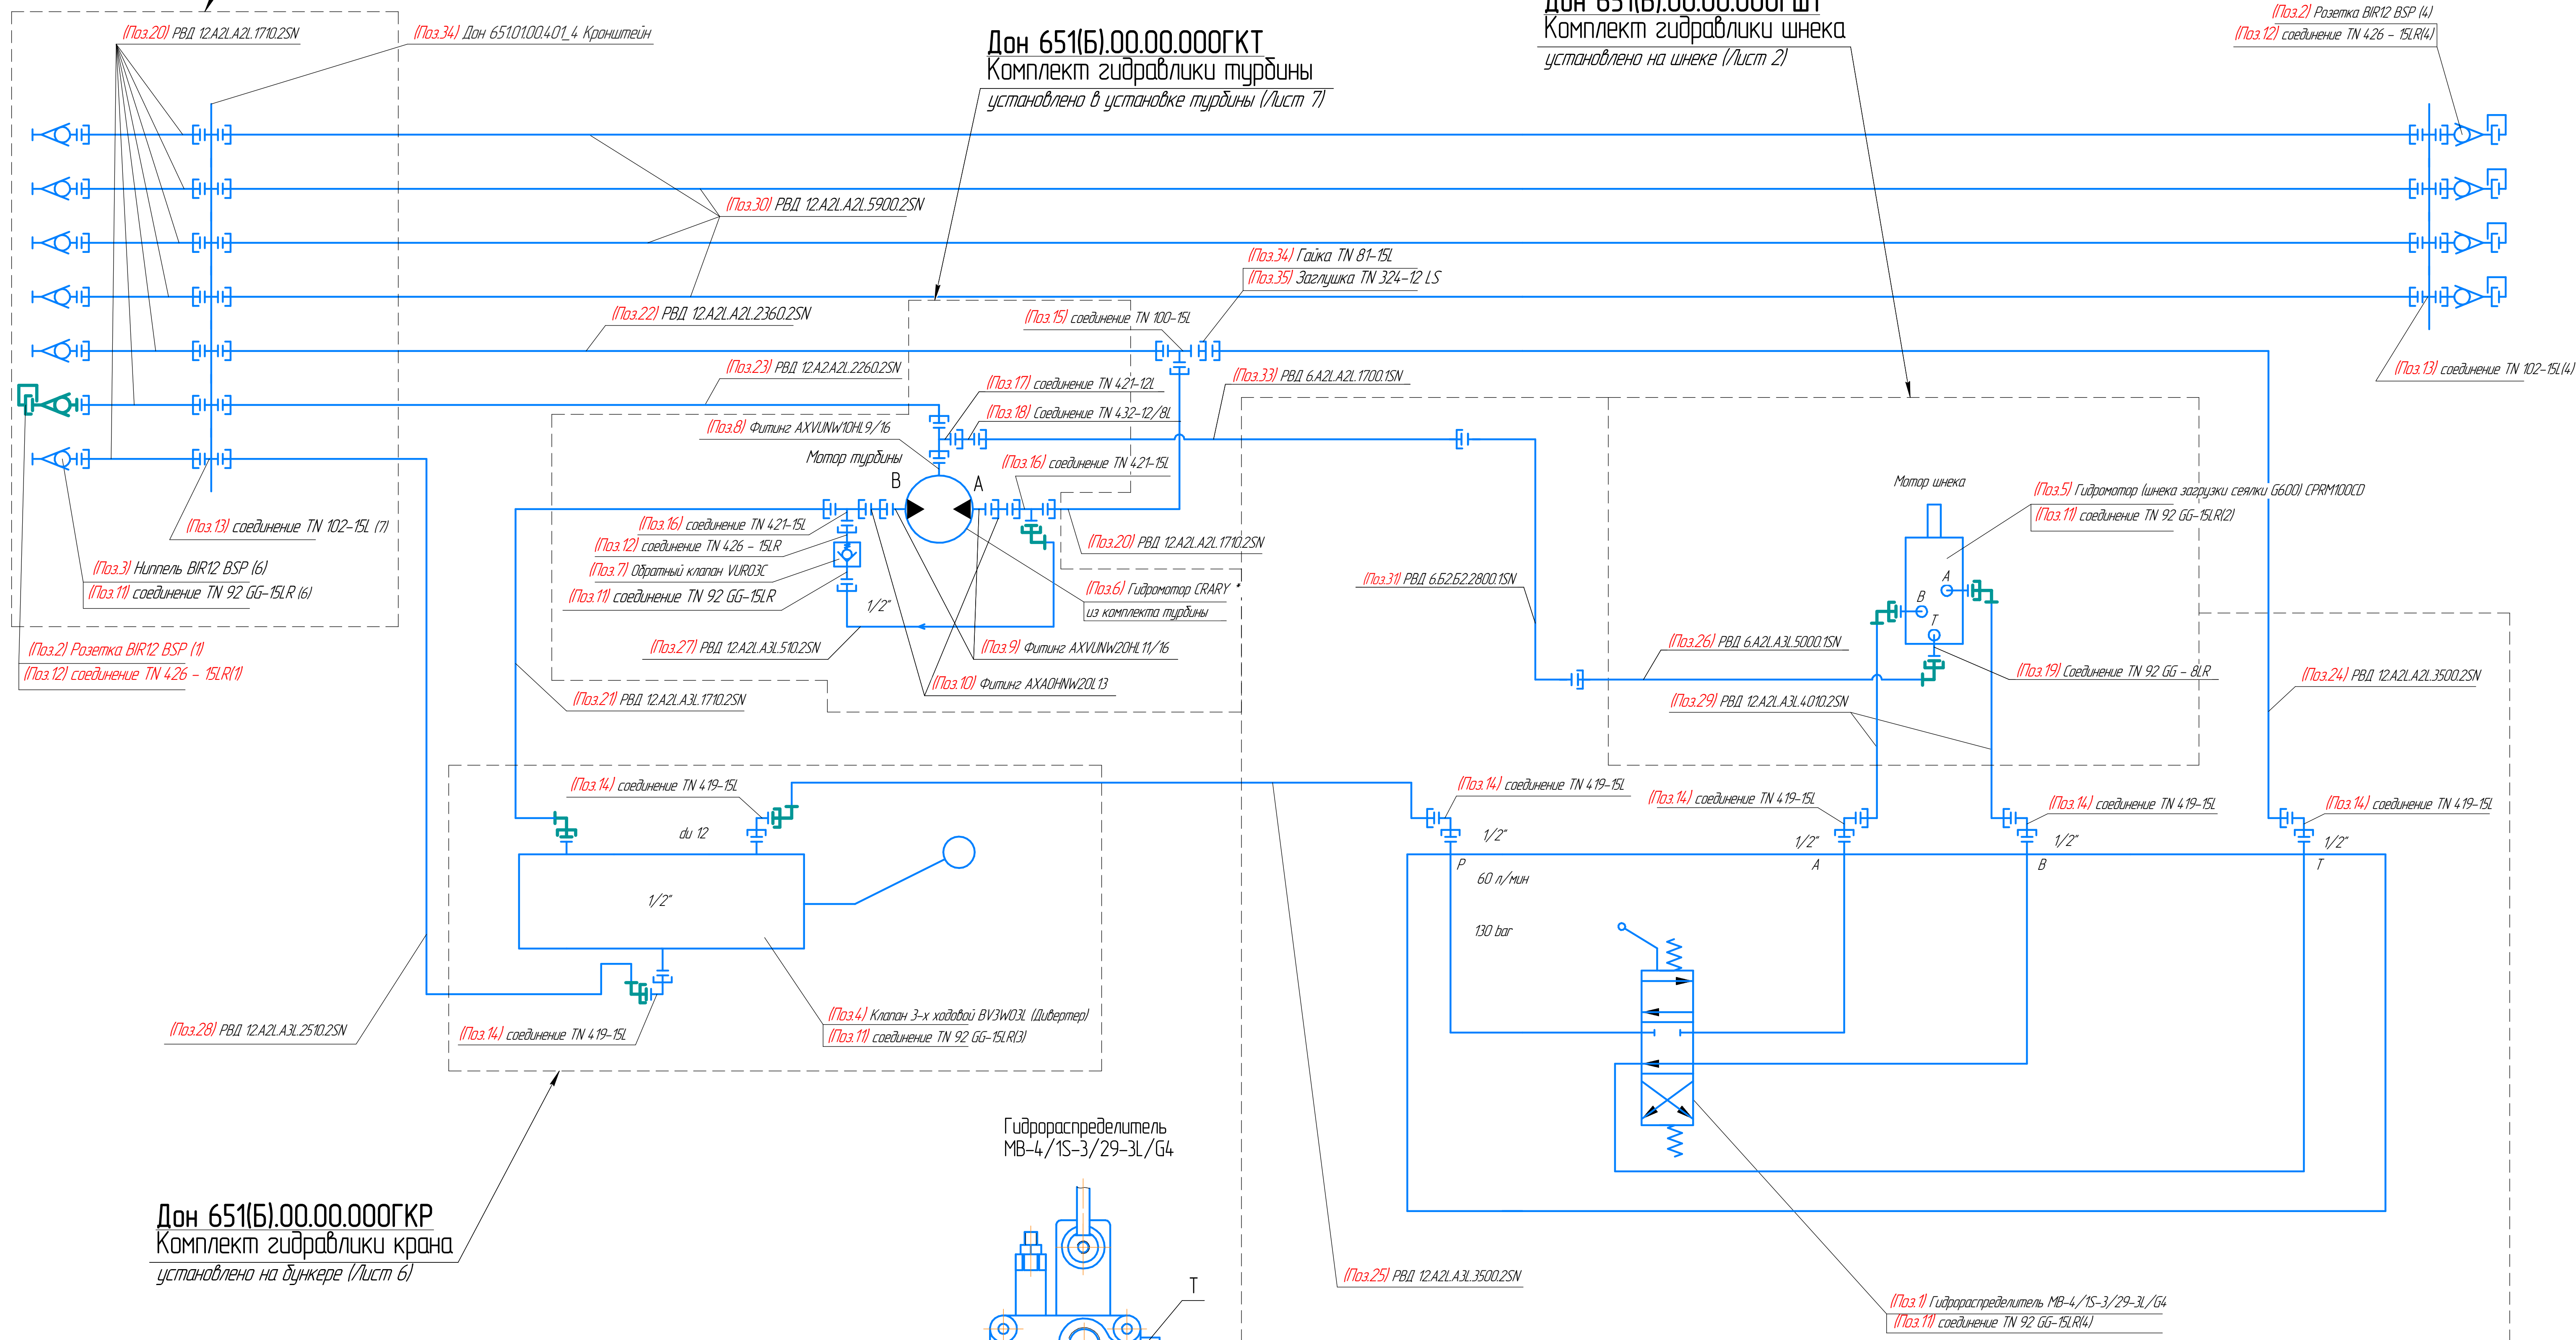 (Поз.20) РВД 12.A2L.A2L.1710.2SN
(Поз.34) Дон 651.01.00.401_4 Кронштейн
Дон 651(Б).00.00.000ГКТ
Комплект гидравлики турбины
установлено в установке турбины (Лист 7)
Дон 651(Б).00.00.000ГШТ
Комплект гидравлики шнека
установлено на шнеке (Лист 2)
(Поз.2) Розетка BIR12 BSP (4)
(Поз.12) соединение TN 426 - 15LR(4)
(Поз.30) РВД 12.A2L.A2L.5900.2SN
(Поз.34) Гайка TN 81-15L
(Поз.35) Заглушка TN 324-12 LS
(Поз.22) РВД 12.A2L.A2L.2360.2SN
(Поз.15) соединение TN 100-15L
(Поз.23) РВД 12.A2.A2L.2260.2SN
(Поз.17) соединение TN 421-12L
(Поз.33) РВД 6.A2L.A2L.1700.1SN
(Поз.13) соединение TN 102-15L(4)
(Поз.18) Соединение TN 432-12/8L
(Поз.8) Фитинг AXVUNW10HL9/16
Мотор турбины
(Поз.16) соединение TN 421-15L
B
A
Мотор шнека
(Поз.5) Гидромотор (шнека загрузки сеялки G600) CPRM100CD
(Поз.11) соединение TN 92 GG-15LR(2)
(Поз.13) соединение TN 102-15L (7)
(Поз.16) соединение TN 421-15L
(Поз.12) соединение TN 426 - 15LR
(Поз.20) РВД 12.A2L.A2L.1710.2SN
(Поз.3) Ниппель BIR12 BSP (6)
(Поз.11) соединение TN 92 GG-15LR (6)
(Поз.7) Обратный клапан VUR03C
(Поз.11) соединение TN 92 GG-15LR
1/2"
(Поз.6) Гидромотор CRARY *
из комплекта турбины
(Поз.31) РВД 6.Б2.Б2.2800.1SN
A
B
T
(Поз.2) Розетка BIR12 BSP (1)
(Поз.12) соединение TN 426 - 15LR(1)
(Поз.27) РВД 12.A2L.A3L.510.2SN
(Поз.9) Фитинг AXVUNW20HL11/16
(Поз.26) РВД 6.A2L.A3L.5000.1SN
(Поз.19) Соединение TN 92 GG - 8LR
(Поз.24) РВД 12.A2L.A2L.3500.2SN
(Поз.10) Фитинг AXAOHNW20L13
(Поз.21) РВД 12.A2L.A3L.1710.2SN
(Поз.29) РВД 12.A2L.A3L.4010.2SN
(Поз.14) соединение TN 419-15L
(Поз.14) соединение TN 419-15L
(Поз.14) соединение TN 419-15L
(Поз.14) соединение TN 419-15L
(Поз.14) соединение TN 419-15L
du 12
1/2"
1/2"
1/2"
1/2"
P
A
B
T
60 л/мин
1/2"
130 bar
(Поз.4) Клапан 3-х ходовой BV3W03L (Дивертер)
(Поз.11) соединение TN 92 GG-15LR(3)
(Поз.28) РВД 12.A2L.A3L.2510.2SN
(Поз.14) соединение TN 419-15L
Гидрораспределитель
MB-4/1S-3/29-3L/G4
Дон 651(Б).00.00.000ГКР
Комплект гидравлики крана
установлено на бункере (Лист 6)
T
(Поз.25) РВД 12.A2L.A3L.3500.2SN
(Поз.1) Гидрораспределитель MB-4/1S-3/29-3L/G4
(Поз.11) соединение TN 92 GG-15LR(4)